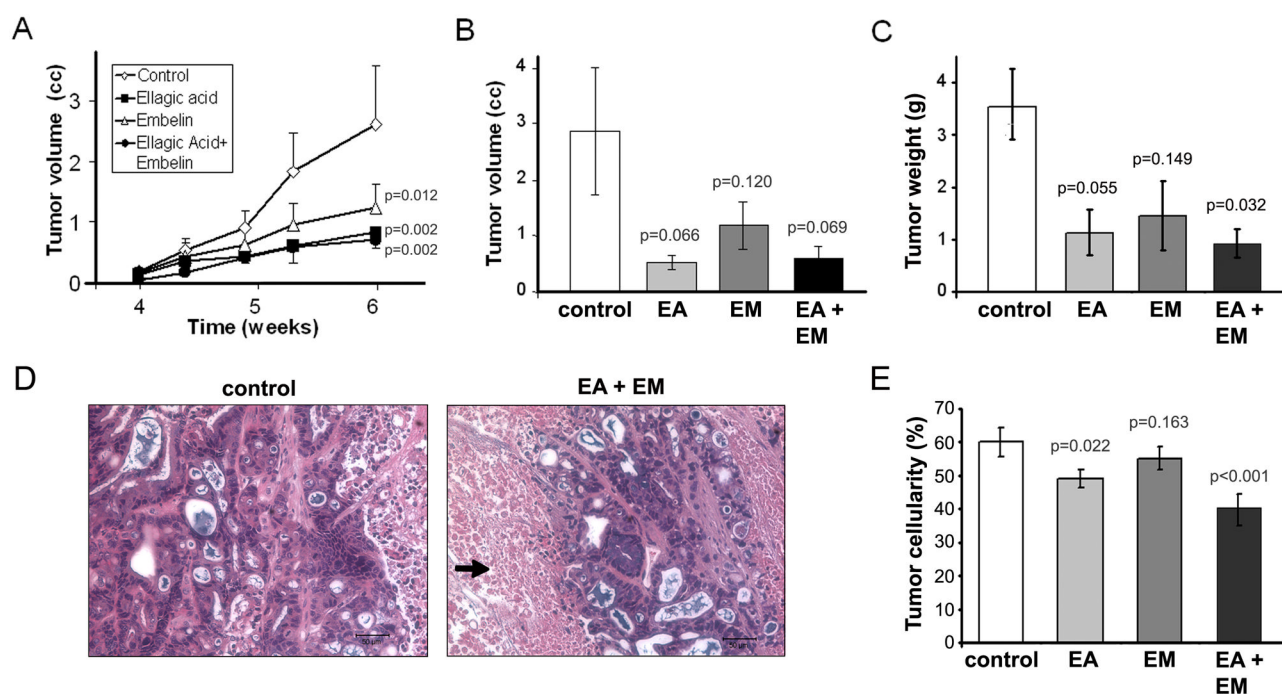 A
Tumor volume (cc)
3
2
1
0
Control
Ellagic acid
Embelin
Ellagic Acid+
Embelin
p=0.012
p=0.002
p=0.002
4
5
6
Time (weeks)
B
Tumor volume (cc)
4
3
2
1
0
p=0.066
p=0.120
p=0.069
control
EA
EM
EA +
EM
C
Tumor weight (g)
4
3
2
1
0
p=0.055
p=0.149
p=0.032
control
EA
EM
EA +
EM
D
control
50 µm
EA + EM
50 µm
E
Tumor cellularity (%)
70
60
50
40
30
20
10
0
p=0.022
p=0.163
p<0.001
control
EA
EM
EA +
EM